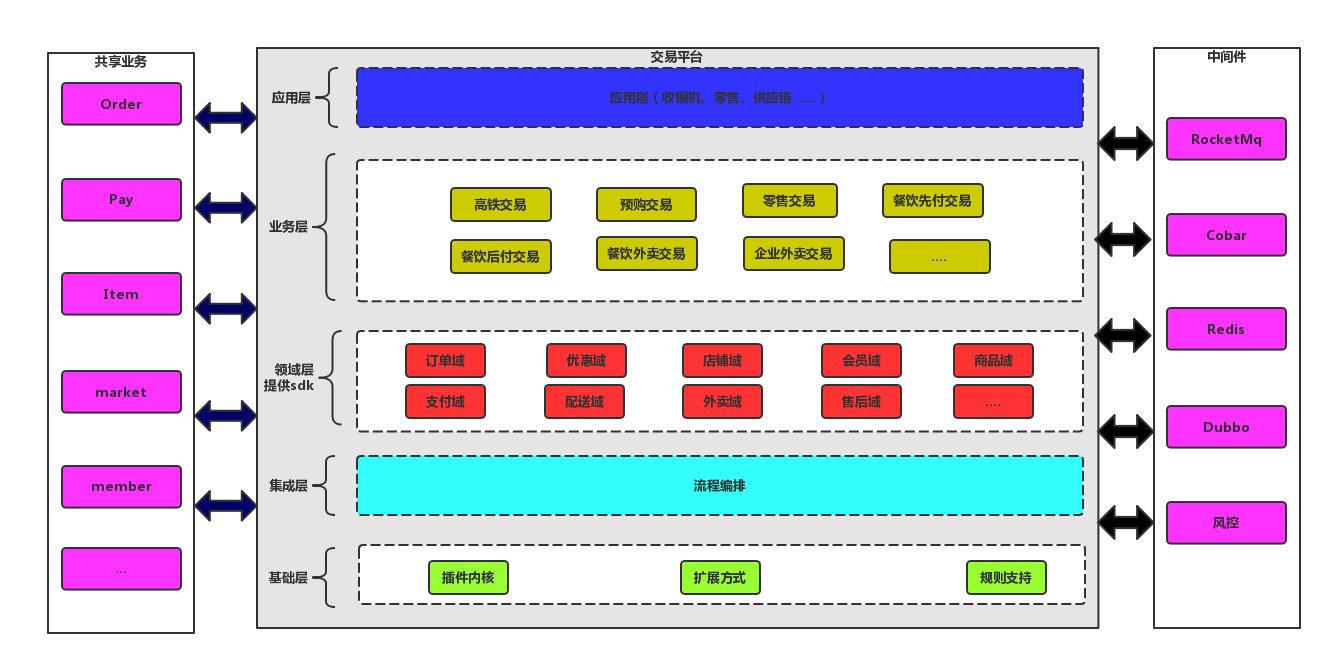 共享业务
Order
Pay
Item
market
member
...
交易平台
应用层
应用层（收银机、零售、供应链 .....）
业务层
高铁交易
预购交易
零售交易
餐饮先付交易
餐饮后付交易
餐饮外卖交易
企业外卖交易
....
领域层
提供sdk
订单域
优惠域
店铺域
会员域
商品域
支付域
配送域
外卖域
售后域
....
集成层
流程编排
基础层
插件内核
扩展方式
规则支持
中间件
RocketMq
Cobar
Redis
Dubbo
风控